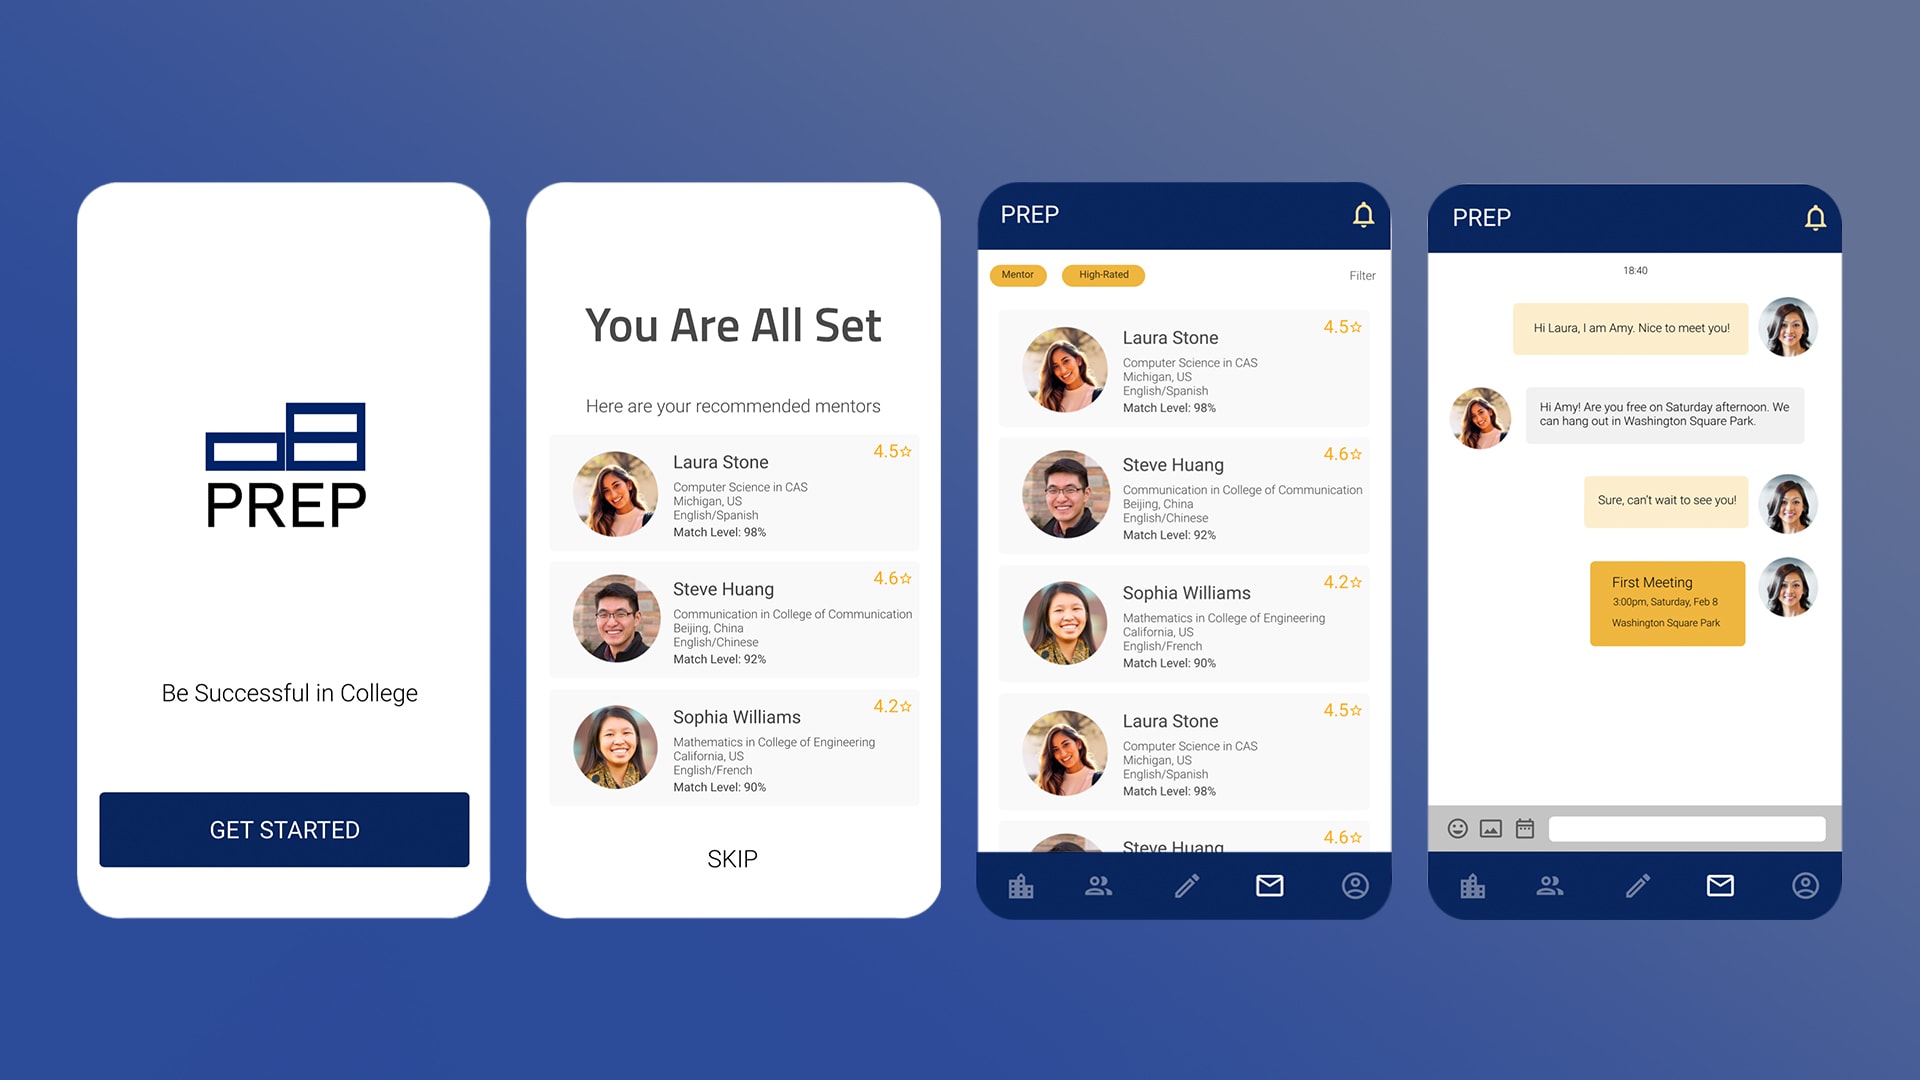 PREP
Be Successful in College
GET STARTED
You Are All Set
Here are your recommended mentors
4.5
Laura Stone
Computer Science in CAS
Michigan, US
English/Spanish
Match Level: 98%
4.6
Steve Huang
Communication in College of Communication
Beijing, China
English/Chinese
Match Level: 92%
4.2
Sophia Williams
Mathematics in College of Engineering
California, US
English/French
Match Level: 90%
SKIP
PREP
Mentor
High-Rated
Filter
4.5
Laura Stone
Computer Science in CAS
Michigan, US
English/Spanish
Match Level: 98%
4.6
Steve Huang
Communication in College of Communication
Beijing, China
English/Chinese
Match Level: 92%
4.2
Sophia Williams
Mathematics in College of Engineering
California, US
English/French
Match Level: 90%
4.5
Laura Stone
Computer Science in CAS
Michigan, US
English/Spanish
Match Level: 98%
4.6
Steve Huang
PREP
18:40
Hi Laura, I am Amy. Nice to meet you!
Hi Amy! Are you free on Saturday afternoon. We
can hang out in Washington Square Park.
Sure, can't wait to see you!
First Meeting
3:00pm, Saturday, Feb 8
Washington Square Park